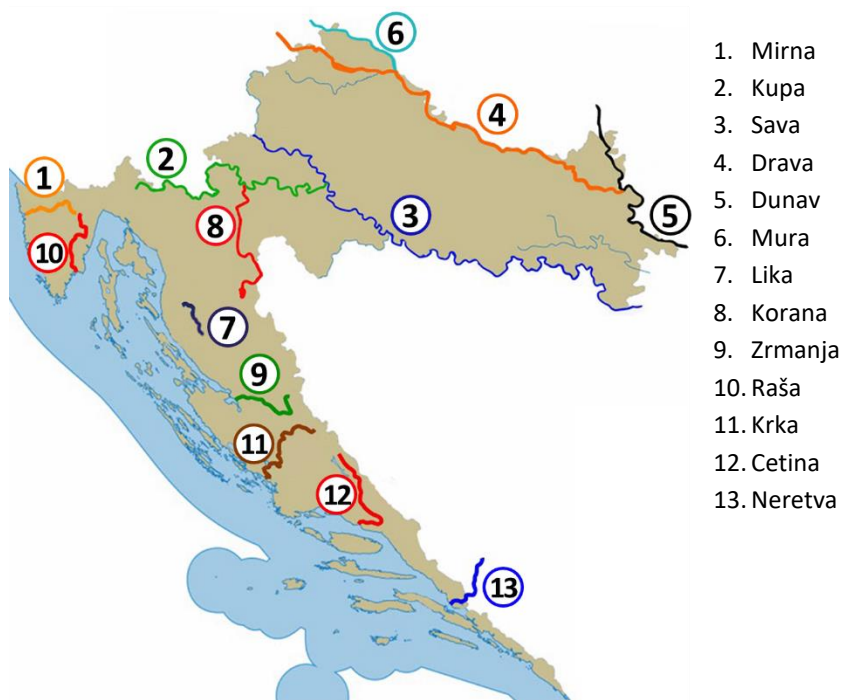 6
1. Mirna
2. Kupa
3. Sava
4. Drava
5. Dunav
6. Mura
7. Lika
8. Korana
9. Zrmanja
10. Raša
11. Krka
12. Cetina
13. Neretva
4
2
1
3
5
8
10
7
9
11
12
13